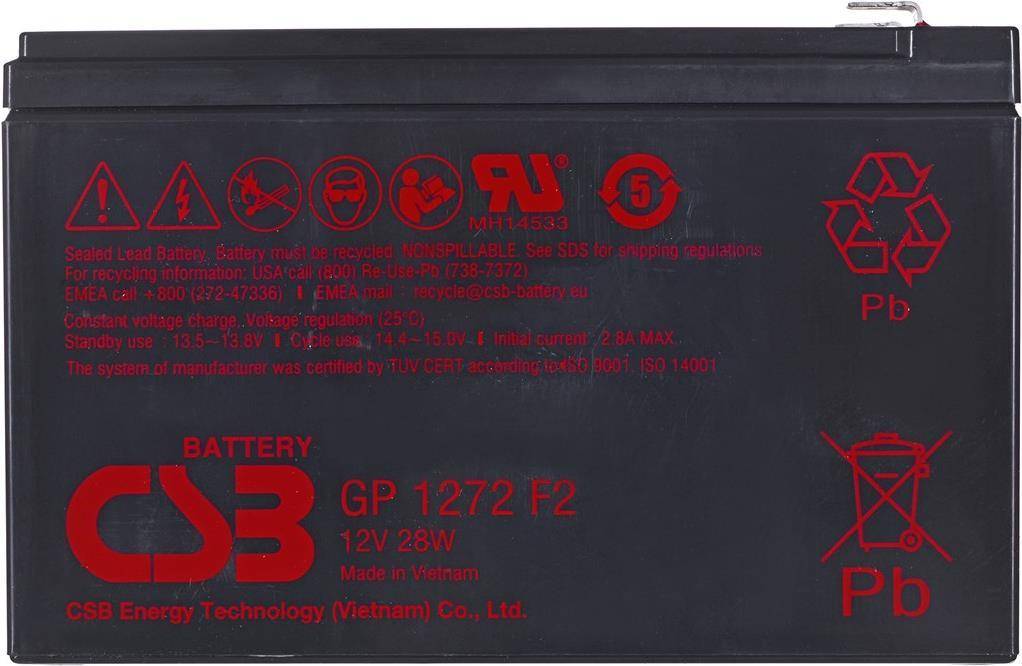 UR®
MH14533
5
Sealed Lead Battery. Battery must be recycled. NONSPILLABLE. See SDS for shipping regulations
For recycling information: USA call (800) Re-Use-Pb (738-7372)
EMEA call +800 (272-47336) I EMEA mail : recycle@csb-battery.eu
Pb
Constant voltage charge, Voltage regulation (25°C)
Standby use : 13.5~13.8V I Cycle use : 14.4~15.0V I Initial current : 2.8A MAX.
The system of manufacturer was certified by TUV CERT according to ISO 9001, ISO 14001
BATTERY
CSB
GP 1272 F2
12V 28W
Made in Vietnam
CSB Energy Technology (Vietnam) Co., Ltd.
Pb